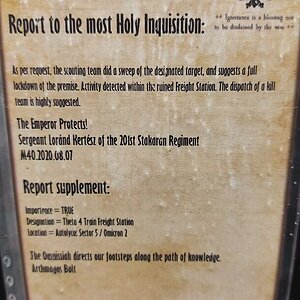 Report to the most Holy Inquisition:
++ Ignorance is a blessing not
to be disdained by the wise ++
As per request, the scouting team did a sweep of the designated target, and suggests a full
lockdown of the premise. Activity detected within the ruined Freight Station. The dispatch of a kill
team is highly suggested.
The Emperor Protects!
Sergeant Loránd Kertész of the 201st Stakaran Regiment
M40.2020.08.07
Report supplement:
Importance = TRUE
Designation = Theta 4 Train Freight Station
Location = Autolyce: Sector 5 / Omicron 2
The Omnissiah directs our footsteps along the path of knowledge.
Archmagos Bolt